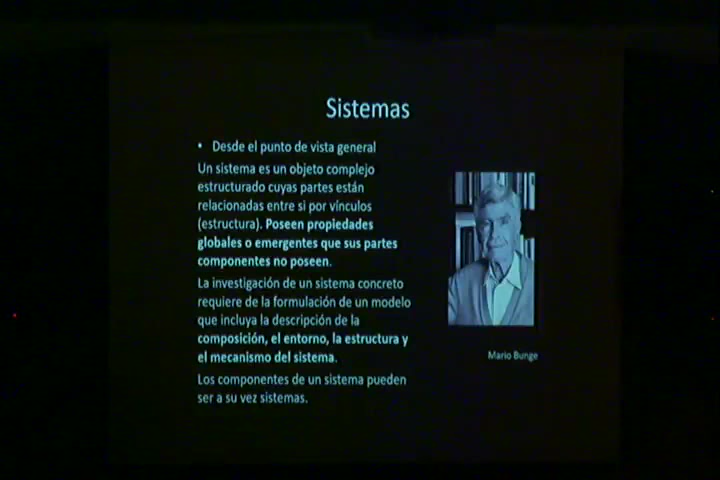 Sistemas
• Desde el punto de vista general
Un sistema es un objeto complejo
estructurado cuyas partes están
relacionadas entre si por vínculos
(estructura). Poseen propiedades
globales o emergentes que sus partes
componentes no poseen.
La investigación de un sistema concreto
requiere de la formulación de un modelo
que incluya la descripción de la
composición, el entorno, la estructura y
el mecanismo del sistema.
Los componentes de un sistema pueden
ser a su vez sistemas.
Mario Bunge